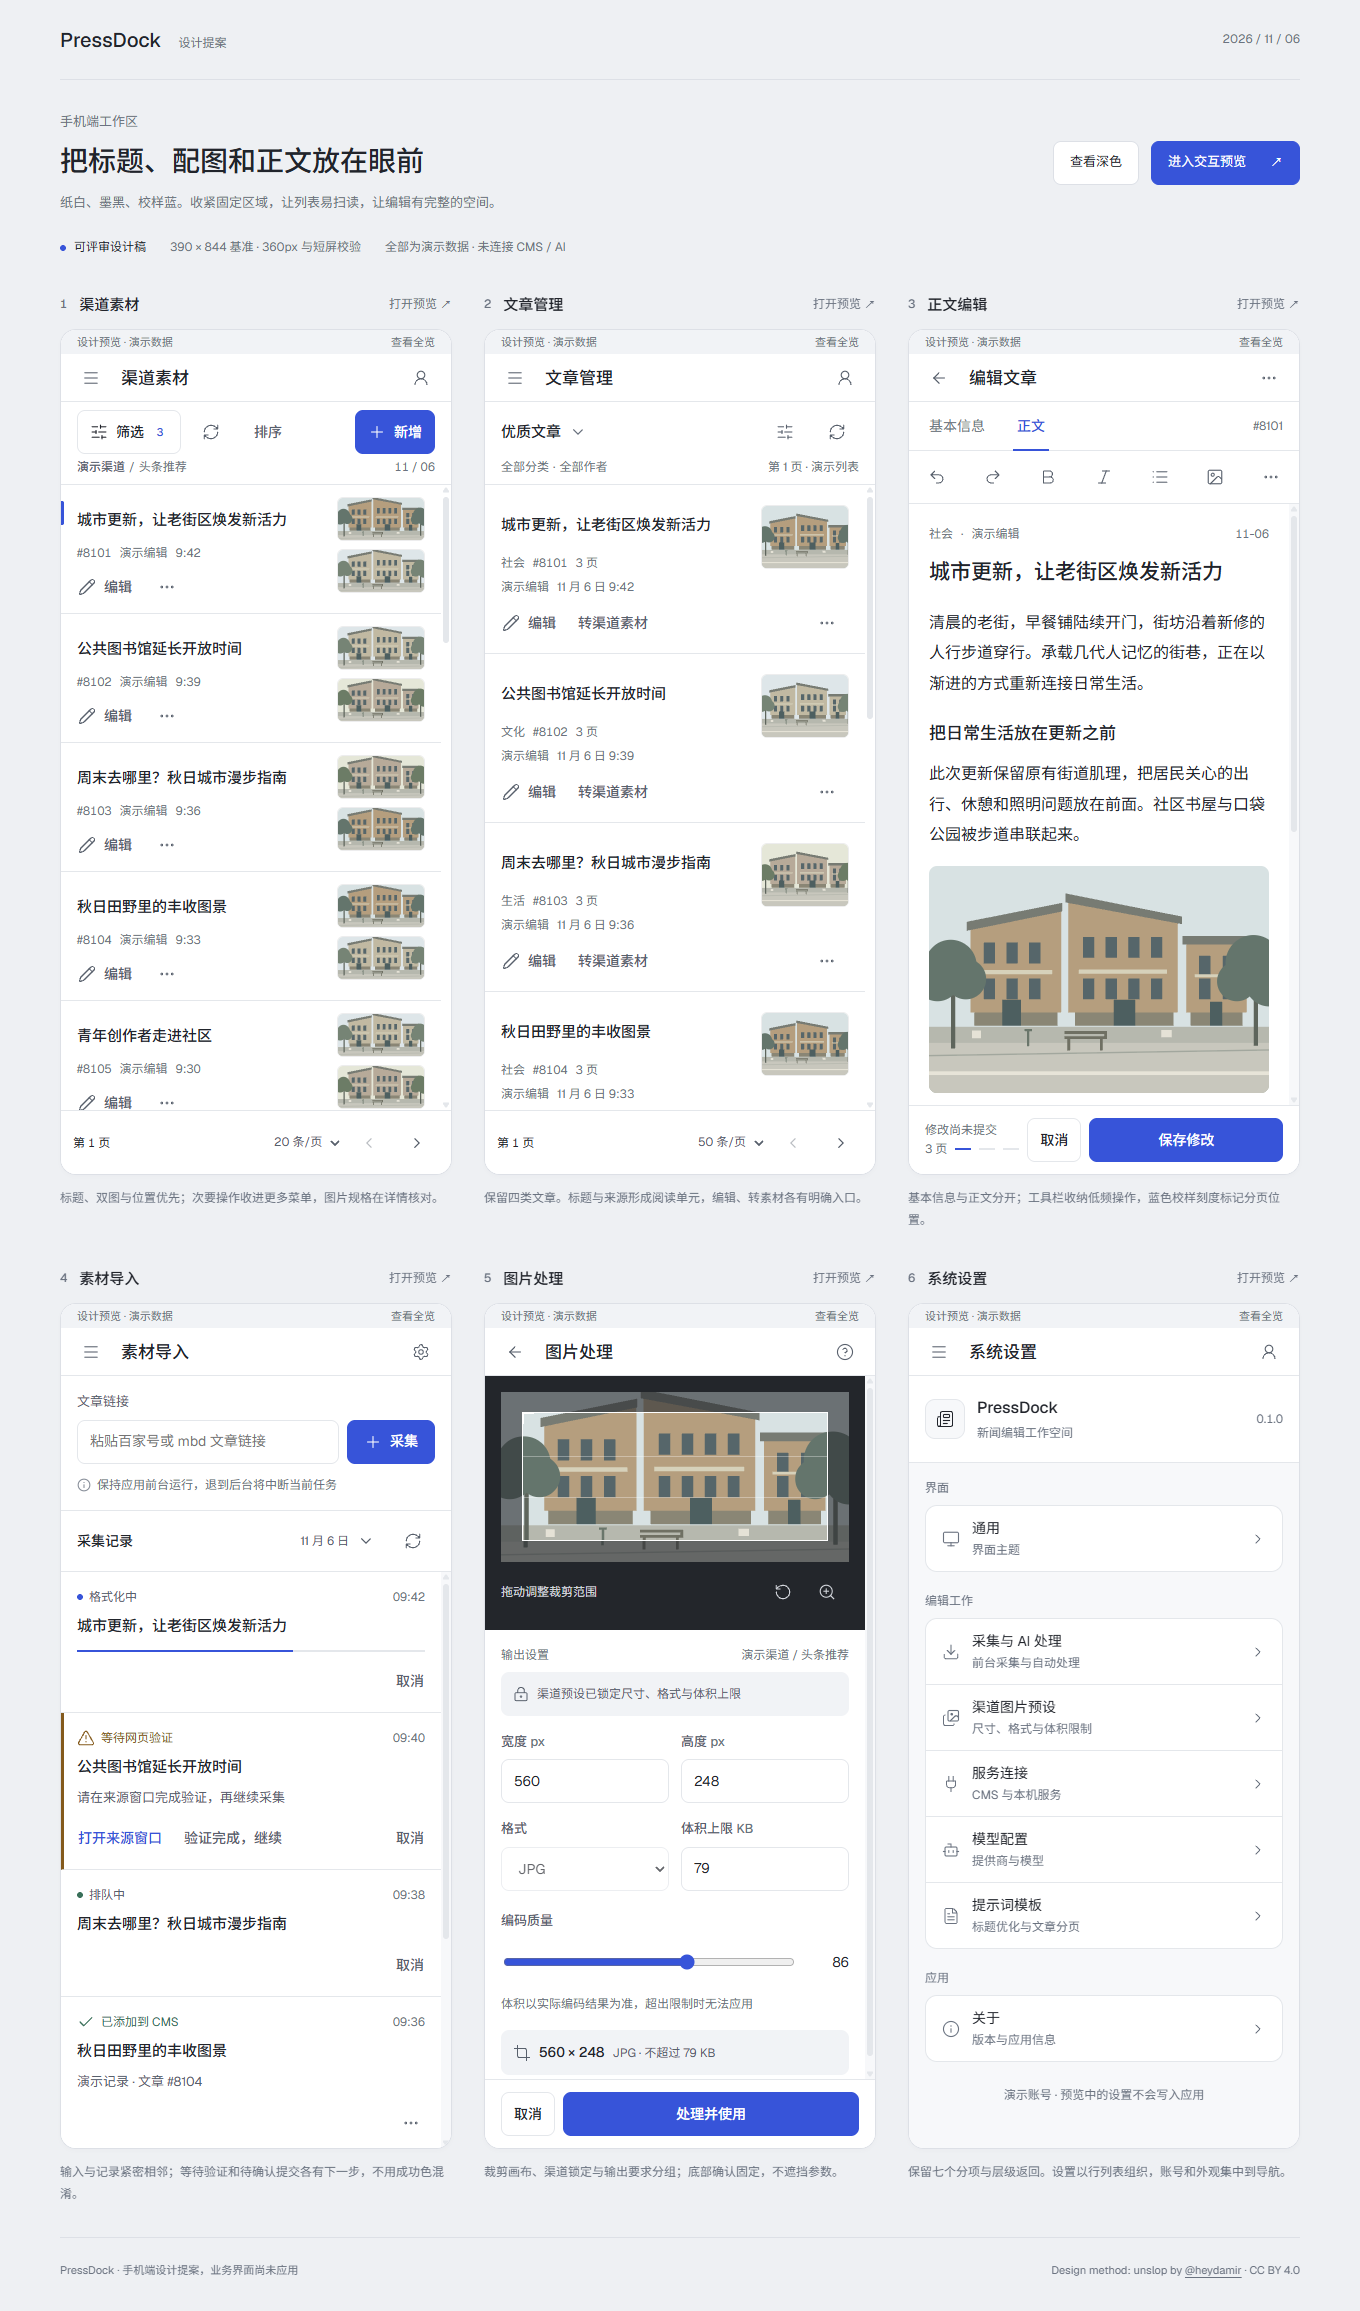 PressDock 设计提案
2026 / 11 / 06
手机端工作区
把标题、配图和正文放在眼前
查看深色
进入交互预览 ↗
纸白、墨黑、校样蓝。收紧固定区域，让列表易扫读，让编辑有完整的空间。
可评审设计稿 390 × 844 基准 · 360px 与短屏校验 全部为演示数据 · 未连接 CMS / AI
1 渠道素材 打开预览 ↗
设计预览 · 演示数据 查看全览
渠道素材
筛选 3 排序 新增
演示渠道 / 头条推荐 11 / 06
城市更新，让老街区焕发新活力
#8101 演示编辑 9:42
编辑
公共图书馆延长开放时间
#8102 演示编辑 9:39
编辑
周末去哪里？秋日城市漫步指南
#8103 演示编辑 9:36
编辑
秋日田野里的丰收图景
#8104 演示编辑 9:33
编辑
青年创作者走进社区
#8105 演示编辑 9:30
编辑
第 1 页 20 条/页
标题、双图与位置优先；次要操作收进更多菜单，图片规格在详情核对。
2 文章管理 打开预览 ↗
设计预览 · 演示数据 查看全览
文章管理
优质文章
全部分类 · 全部作者 第 1 页 · 演示列表
城市更新，让老街区焕发新活力
社会 #8101 3 页
演示编辑 11 月 6 日 9:42
编辑 转渠道素材
公共图书馆延长开放时间
文化 #8102 3 页
演示编辑 11 月 6 日 9:39
编辑 转渠道素材
周末去哪里？秋日城市漫步指南
生活 #8103 3 页
演示编辑 11 月 6 日 9:36
编辑 转渠道素材
秋日田野里的丰收图景
社会 #8104 3 页
演示编辑 11 月 6 日 9:33
第 1 页 50 条/页
保留四类文章。标题与来源形成阅读单元，编辑、转素材各有明确入口。
3 正文编辑 打开预览 ↗
设计预览 · 演示数据 查看全览
编辑文章
基本信息 正文 #8101
社会 · 演示编辑 11-06
城市更新，让老街区焕发新活力
清晨的老街，早餐铺陆续开门，街坊沿着新修的
人行步道穿行。承载几代人记忆的街巷，正在以
渐进的方式重新连接日常生活。
把日常生活放在更新之前
此次更新保留原有街道肌理，把居民关心的出
行、休憩和照明问题放在前面。社区书屋与口袋
公园被步道串联起来。
修改尚未提交
3 页
取消 保存修改
基本信息与正文分开；工具栏收纳低频操作，蓝色校样刻度标记分页位
置。
4 素材导入 打开预览 ↗
设计预览 · 演示数据 查看全览
素材导入
文章链接
粘贴百家号或 mbd 文章链接 采集
保持应用前台运行，退到后台将中断当前任务
采集记录 11 月 6 日
格式化中 09:42
城市更新，让老街区焕发新活力
取消
等待网页验证 09:40
公共图书馆延长开放时间
请在来源窗口完成验证，再继续采集
打开来源窗口 验证完成，继续 取消
排队中 09:38
周末去哪里？秋日城市漫步指南
取消
已添加到 CMS 09:36
秋日田野里的丰收图景
演示记录 · 文章 #8104
输入与记录紧密相邻；等待验证和待确认提交各有下一步，不用成功色混
淆。
5 图片处理 打开预览 ↗
设计预览 · 演示数据 查看全览
图片处理
拖动调整裁剪范围
输出设置 演示渠道 / 头条推荐
渠道预设已锁定尺寸、格式与体积上限
宽度 px 高度 px
560 248
格式 体积上限 KB
JPG 79
编码质量
86
体积以实际编码结果为准，超出限制时无法应用
560 × 248 JPG · 不超过 79 KB
取消 处理并使用
裁剪画布、渠道锁定与输出要求分组；底部确认固定，不遮挡参数。
6 系统设置 打开预览 ↗
设计预览 · 演示数据 查看全览
系统设置
PressDock
新闻编辑工作空间 0.1.0
界面
通用
界面主题
编辑工作
采集与 AI 处理
前台采集与自动处理
渠道图片预设
尺寸、格式与体积限制
服务连接
CMS 与本机服务
模型配置
提供商与模型
提示词模板
标题优化与文章分页
应用
关于
版本与应用信息
演示账号 · 预览中的设置不会写入应用
保留七个分项与层级返回。设置以行列表组织，账号和外观集中到导航。
PressDock · 手机端设计提案，业务界面尚未应用
Design method: unslop by @heydamir · CC BY 4.0